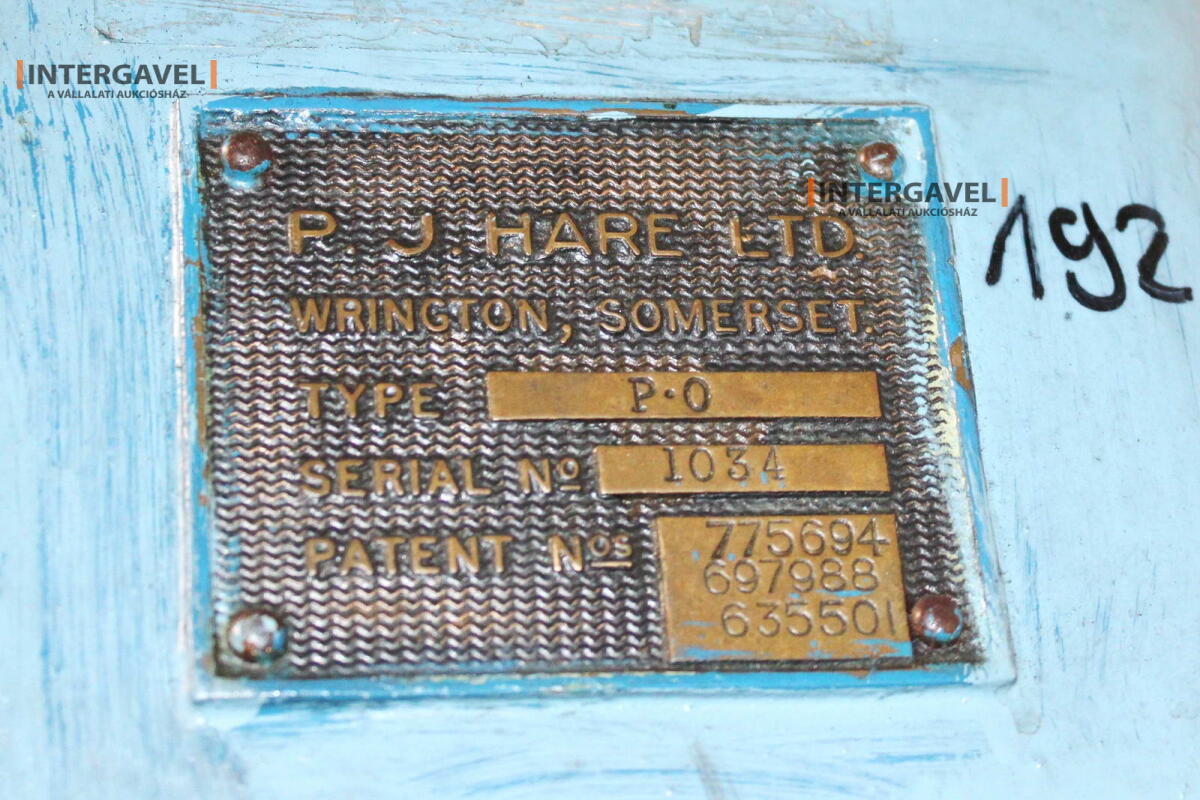 INTERGAVEL
A VÁLLALATI AUKCIÓSHÁZ
INTERGAVEL
A VÁLLALATI AUKCIÓSHÁZ
192
P. J. HARE LTD.
WRINGTON, SOMERSET.
TYPE P·O
SERIAL Nº 1034
PATENT Nos 775694
697988
635501